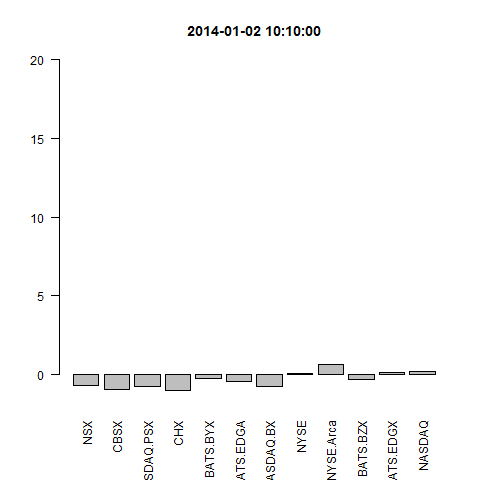 2014-01-02 10:10:00
20
15
10
5
0
NSX
CBSX
SDAQ.PSX
CHX
BATS.BYX
ATS.EDGA
ASDAQ.BX
NYSE
NYSE.Arca
BATS.BZX
ATS.EDGX
NASDAQ